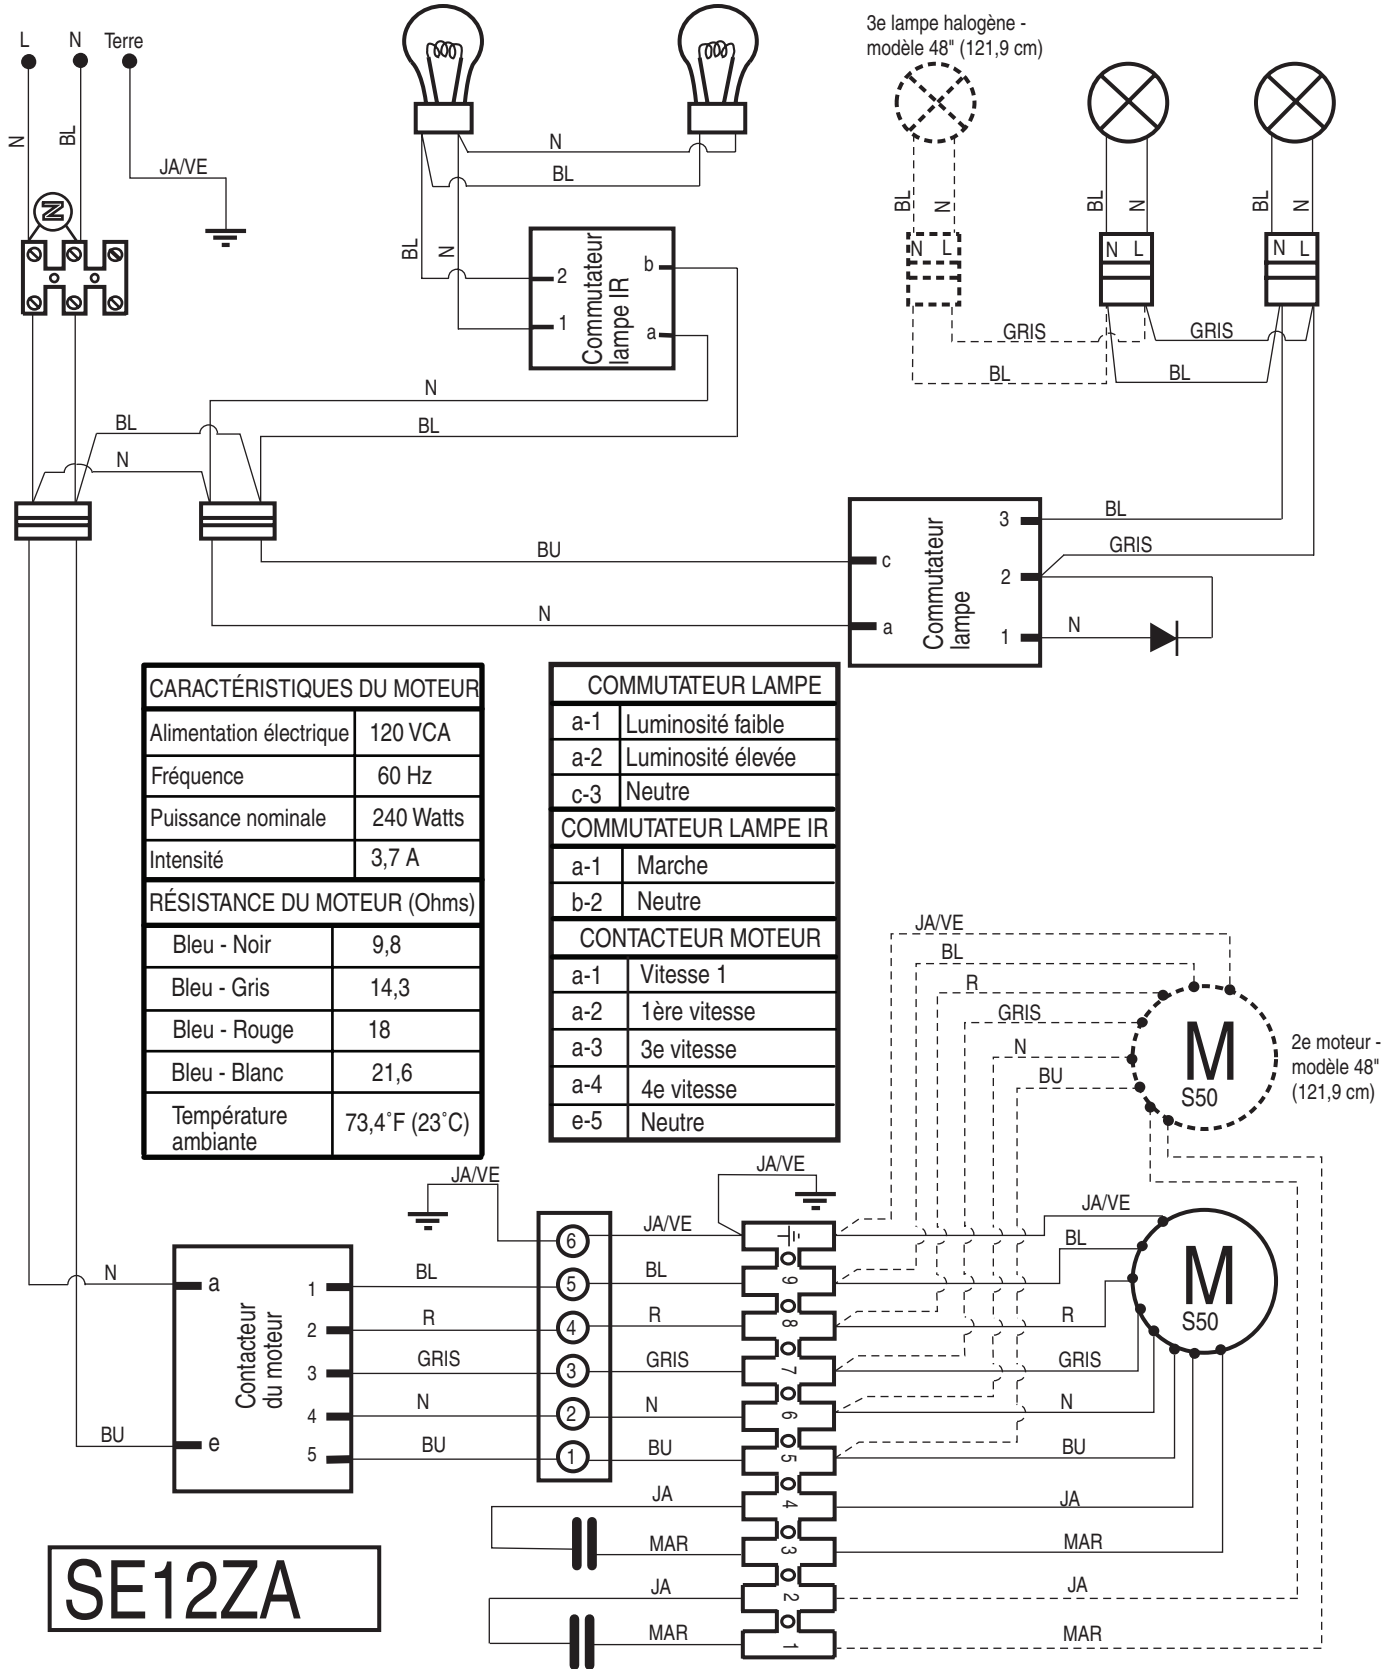 L N Terre
3e lampe halogène -
modèle 48" (121,9 cm)
N BL JA/VE
N
N
BL
BL N
BL N BL N BL N
N L N L N L
Commutateur
lampe IR
2 b
1 a
GRIS GRIS
BL BL
N
BL
BL
N
Commutateur
lampe
c 3
a 2
1
BL
GRIS
N
BU
N
CARACTÉRISTIQUES DU MOTEUR
Alimentation électrique 120 VCA
Fréquence 60 Hz
Puissance nominale 240 Watts
Intensité 3,7 A
RÉSISTANCE DU MOTEUR (Ohms)
Bleu - Noir 9,8
Bleu - Gris 14,3
Bleu - Rouge 18
Bleu - Blanc 21,6
Température
ambiante 73,4˚F (23˚C)
COMMUTATEUR LAMPE
a-1 Luminosité faible
a-2 Luminosité élevée
c-3 Neutre
COMMUTATEUR LAMPE IR
a-1 Marche
b-2 Neutre
CONTACTEUR MOTEUR
a-1 Vitesse 1
a-2 1ère vitesse
a-3 3e vitesse
a-4 4e vitesse
e-5 Neutre
JA/VE
BL
R
GRIS
N
BU
M
S50
2e moteur -
modèle 48"
(121,9 cm)
JA/VE JA/VE
N
BU
Contacteur
du moteur
a 1
2
3
4
e 5
BL
R
GRIS
N
BU
6
5
4
3
2
1
JA/VE
BL
R
GRIS
N
BU
JA
MAR
JA
MAR
9
8
7
6
5
4
3
2
1
JA/VE
BL
R
GRIS
N
BU
JA
MAR
JA
MAR
M
S50
SE12ZA